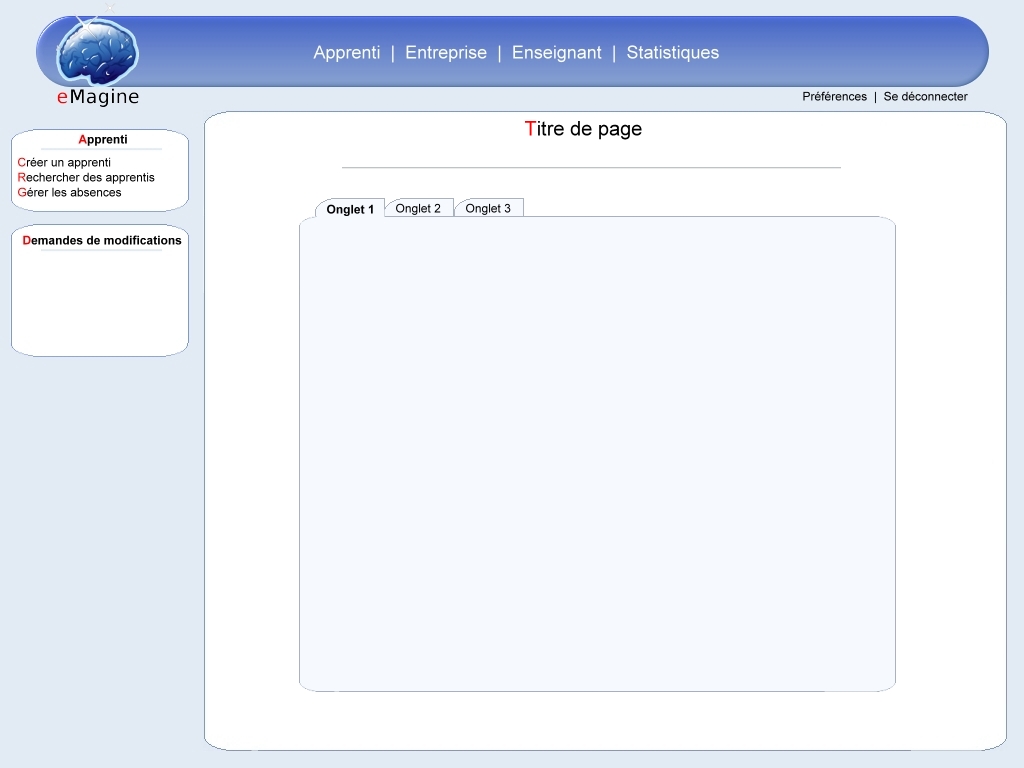 Apprenti | Entreprise | Enseignant | Statistiques
eMagine
Préférences | Se déconnecter
Apprenti
Créer un apprenti
Rechercher des apprentis
Gérer les absences
Demandes de modifications
Titre de page
Onglet 1 Onglet 2 Onglet 3